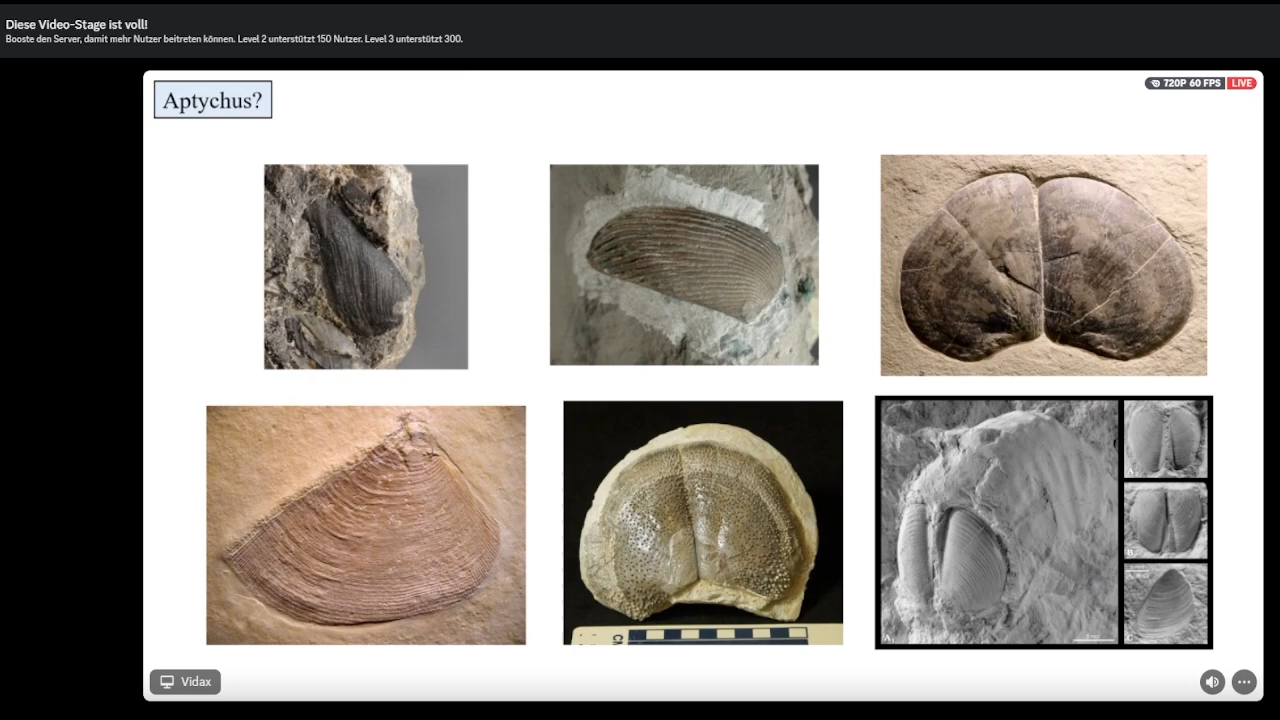 Diese Video-Stage ist voll!
Booste den Server, damit mehr Nutzer beitreten können. Level 2 unterstützt 150 Nutzer. Level 3 unterstützt 300.
Aptychus?
720P 60 FPS LIVE
CM
A
B
C
A
Vidax